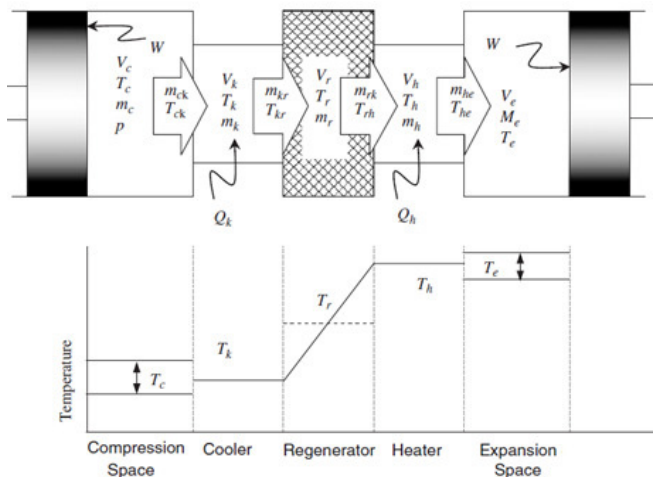 W
V_c
T_c
m_c
p
m_ck
T_ck
V_k
T_k
m_k
m_kr
T_kr
V_r
T_r
m_r
m_rk
T_rh
V_h
T_h
m_h
m_he
T_he
W
V_e
M_e
T_e
Q_k
Q_h
Temperature
T_c
T_k
T_r
T_h
T_e
Compression
Space
Cooler
Regenerator
Heater
Expansion
Space